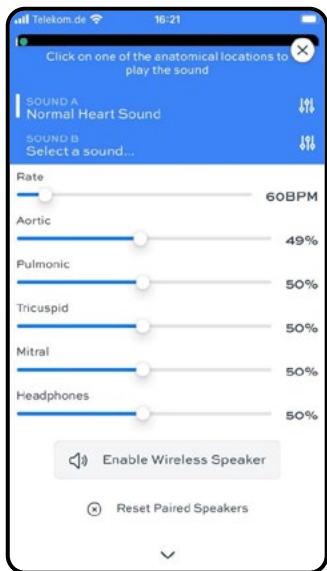 Telekom.de 16:21
Click on one of the anatomical locations to
play the sound
SOUND A
Normal Heart Sound
SOUND B
Select a sound...
Rate
60BPM
Aortic
49%
Pulmonic
50%
Tricuspid
50%
Mitral
50%
Headphones
50%
Enable Wireless Speaker
Reset Paired Speakers